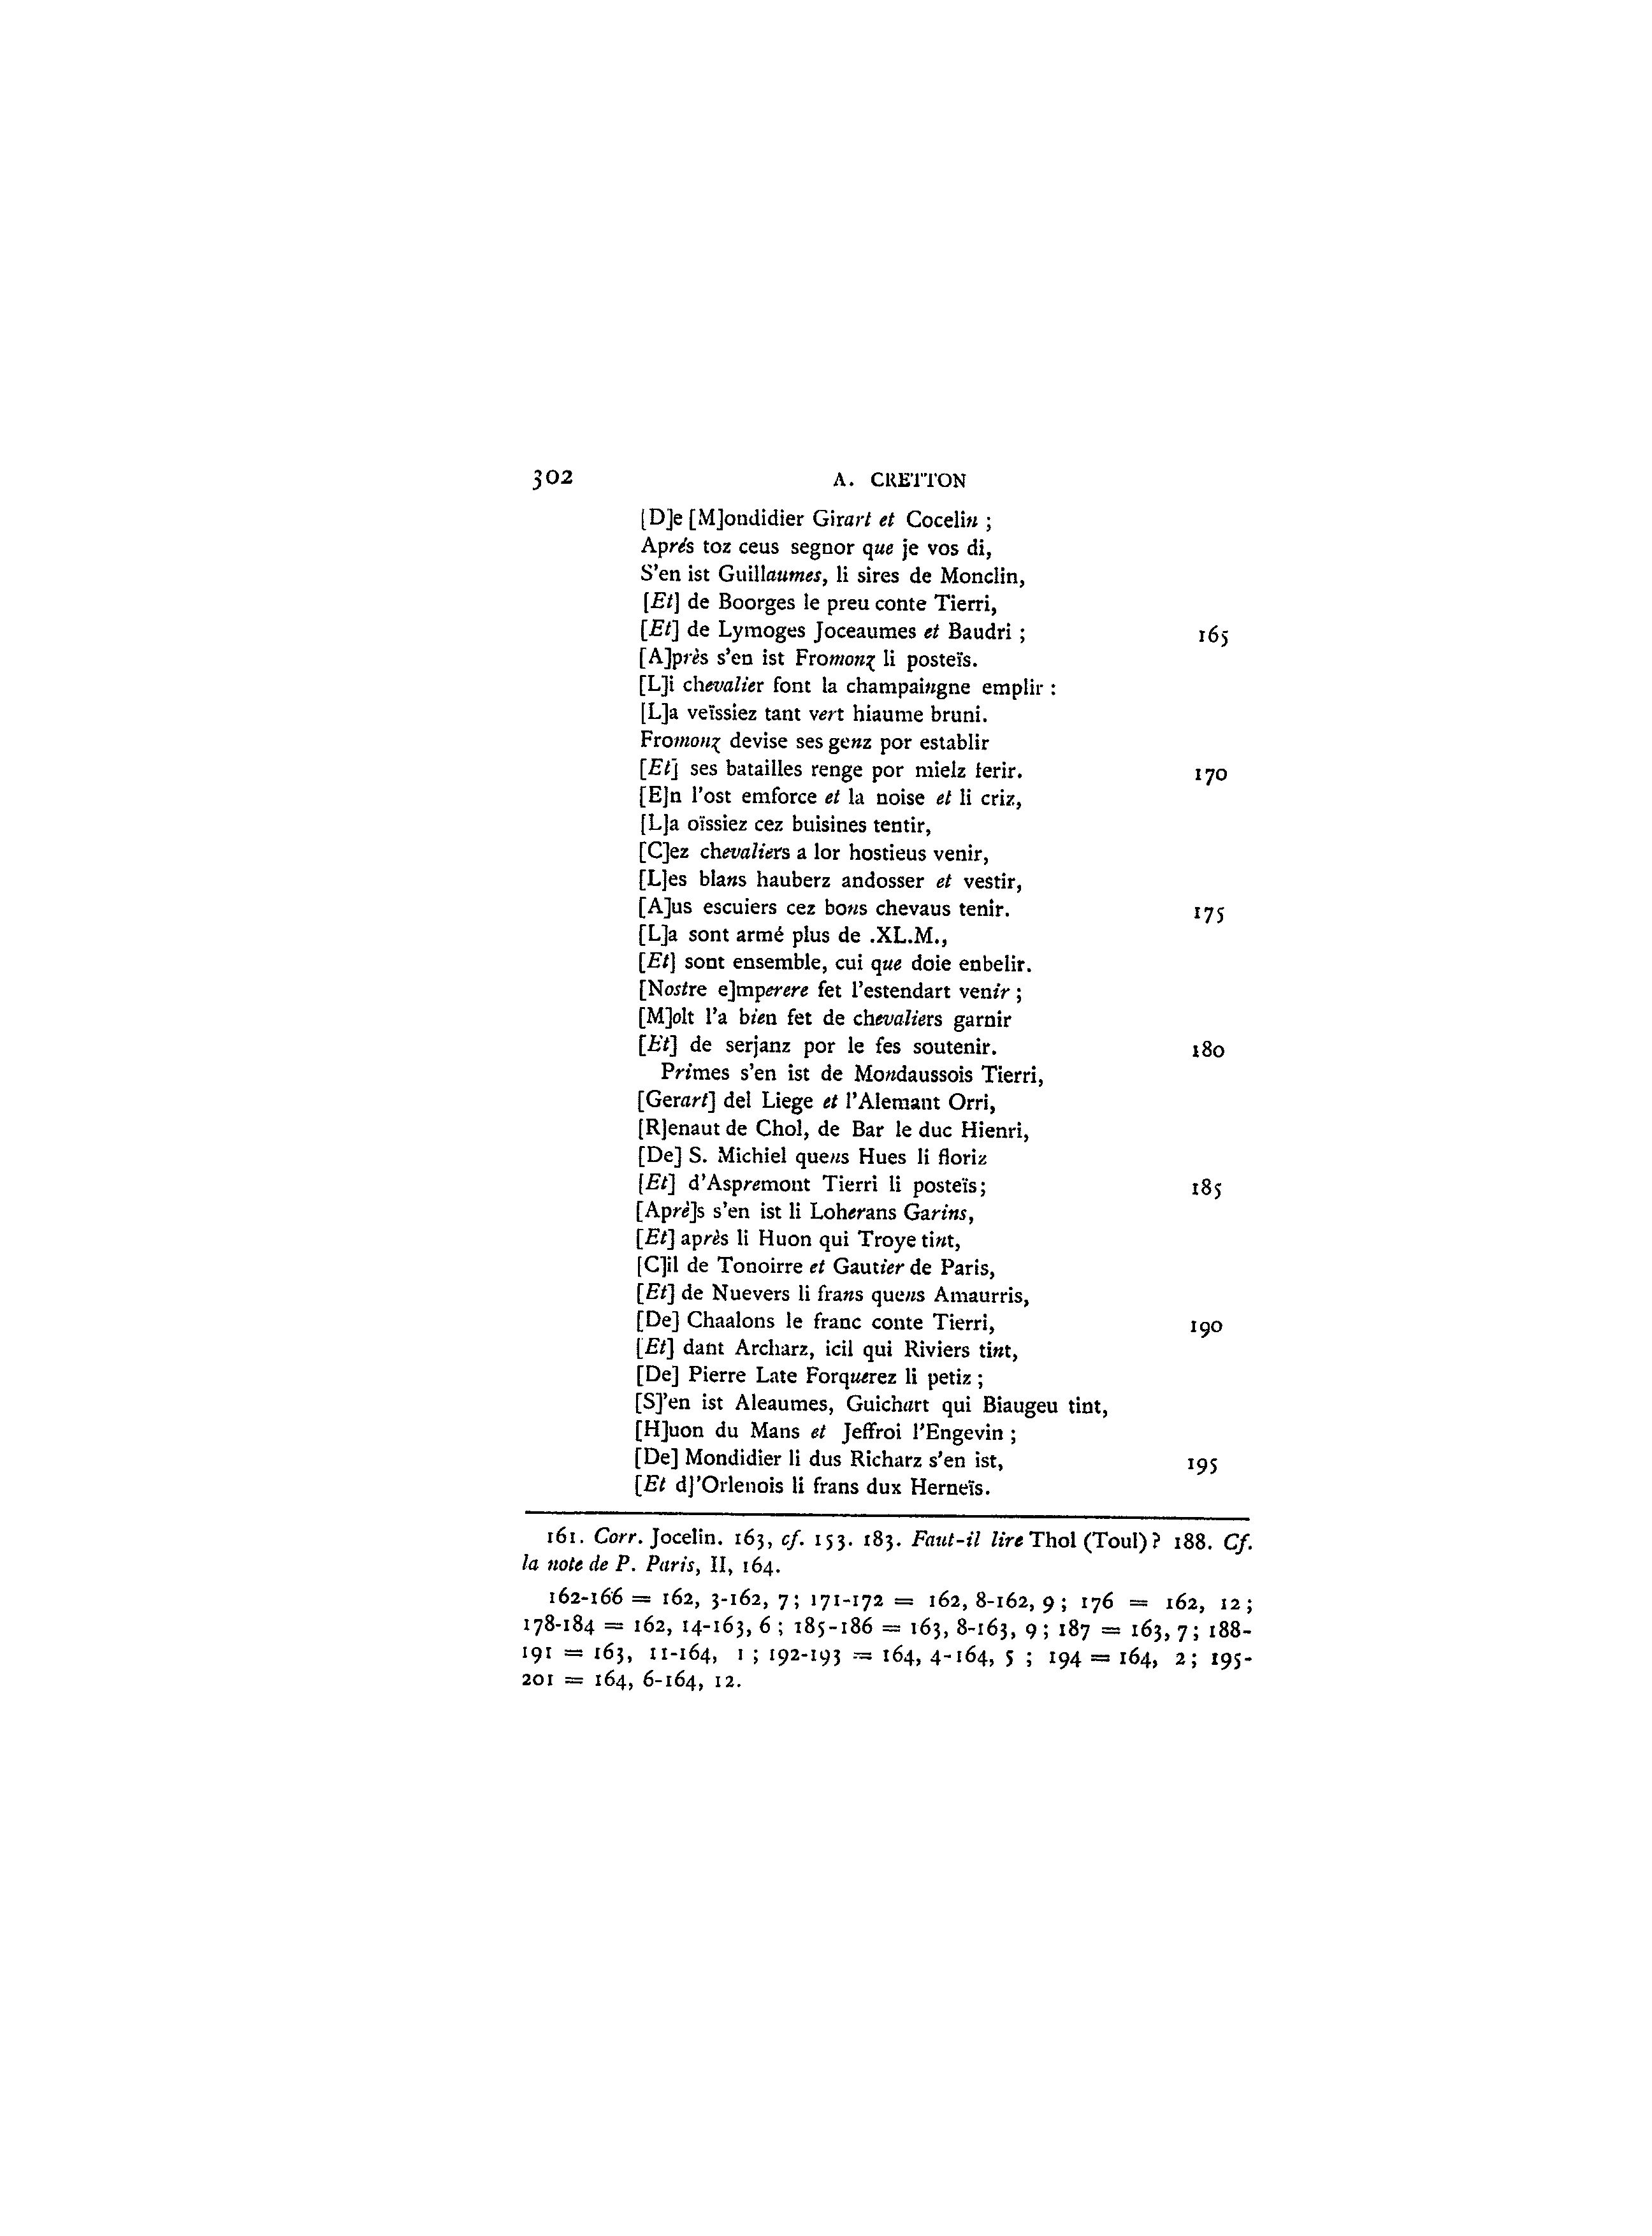 302 A. CRETTON
[D]e [M]ondidier Girart et Cocelin ;
Aprés toz ceus segnor que je vos di,
S'en ist Guillaumes, li sires de Monclin,
[Et] de Boorges le preu conte Tierri,
[Et] de Lymoges Joceaumes et Baudri ; 165
[A]près s'en ist Fromonz li posteïs.
[L]i chevalier font la champaingne emplir :
[L]a veïssiez tant vert hiaume bruni.
Fromonz devise ses genz por establir
[Et] ses batailles renge por mielz ferir. 170
[E]n l'ost emforce et la noise et li criz,
[L]a oïssiez cez buisines tentir,
[C]ez chevaliers a lor hostieus venir,
[L]es blans hauberz andosser et vestir,
[A]us escuiers cez bons chevaus tenir. 175
[L]a sont armé plus de .XL.M.,
[Et] sont ensemble, cui que doie enbelir.
[Nostre e]mperere fet l'estendart venir ;
[M]olt l'a bien fet de chevaliers garnir
[Et] de serjanz por le fes soutenir. 180
Primes s'en ist de Mondaussois Tierri,
[Gerart] del Liege et l'Alemant Orri,
[R]enaut de Chol, de Bar le duc Hienri,
[De] S. Michiel quens Hues li floriz
[Et] d'Aspremont Tierri li posteïs; 185
[Aprè]s s'en ist li Loherans Garins,
[Et] après li Huon qui Troye tint,
[C]il de Tonoirre et Gautier de Paris,
[Et] de Nuevers li frans quens Amaurris,
[De] Chaalons le franc conte Tierri, 190
[Et] dant Archarz, icil qui Riviers tint,
[De] Pierre Late Forquerez li petiz ;
[S]'en ist Aleaumes, Guichart qui Biaugeu tint,
[H]uon du Mans et Jeffroi l'Engevin ;
[De] Mondidier li dus Richarz s'en ist, 195
[Et d]'Orlenois li frans dux Herneïs.
161. Corr. Jocelin. 163, cf. 153. 183. Faut-il lire Thol (Toul) ? 188. Cf.
la note de P. Paris, II, 164.
162-166 = 162, 3-162, 7 ; 171-172 = 162, 8-162, 9 ; 176 = 162, 12 ;
178-184 = 162, 14-163, 6 ; 185-186 = 163, 8-163, 9 ; 187 = 163, 7 ; 188-
191 = 163, 11-164, 1 ; 192-193 = 164, 4-164, 5 ; 194 = 164, 2 ; 195-
201 = 164, 6-164, 12.